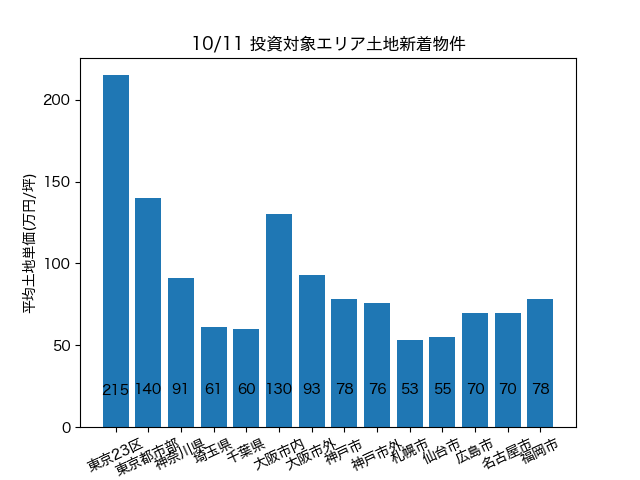 10/11 投資対象エリア土地新着物件
平均土地単価(万円/坪)
200
150
100
50
0
215 140 91 61 60 130 93 78 76 53 55 70 70 78
東京23区 東京都市部 神奈川県 埼玉県 千葉県 大阪市内 大阪市外 神戸市 神戸市外 札幌市 仙台市 広島市 名古屋市 福岡市